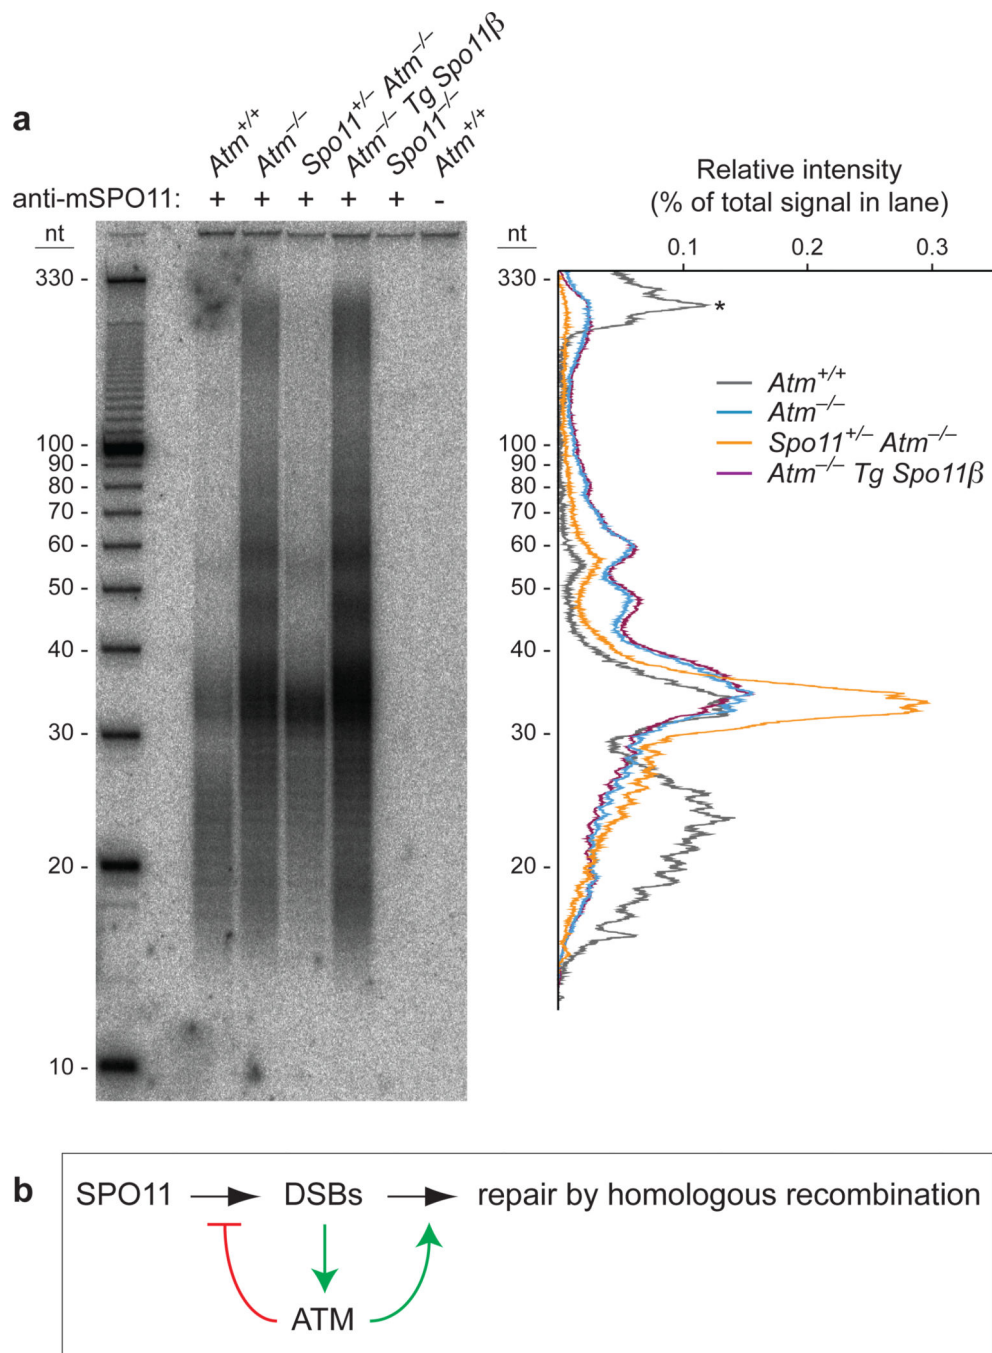 a
Atm+/+
Atm–/–
Spo11+/– Atm–/–
Atm–/– Tg Spo11β
Spo11–/–
Atm+/+
anti-mSPO11: + + + + + -
nt
330 -
100 -
90 -
80 -
70 -
60 -
50 -
40 -
30 -
20 -
10 -
Relative intensity
(% of total signal in lane)
nt
0.1 0.2 0.3
330 -
*
Atm+/+
Atm–/–
Spo11+/– Atm–/–
Atm–/– Tg Spo11β
100 -
90 -
80 -
70 -
60 -
50 -
40 -
30 -
20 -
b
SPO11 DSBs repair by homologous recombination
ATM